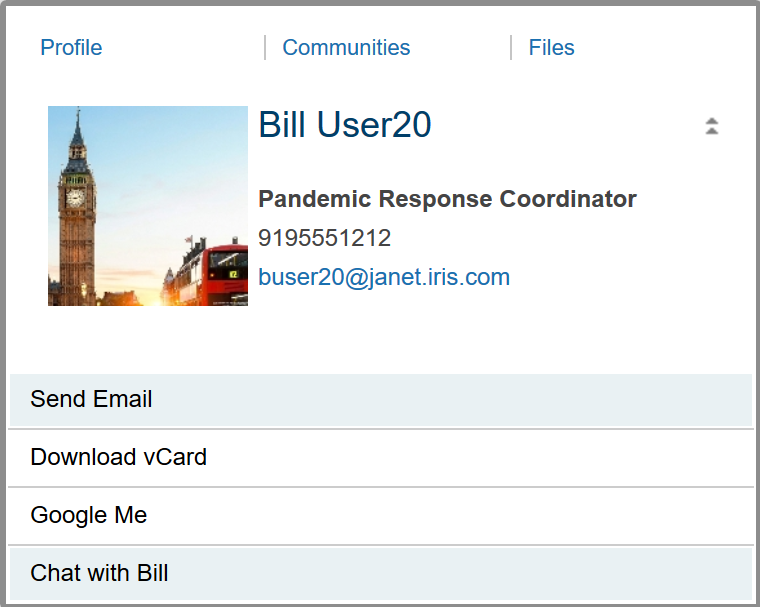 Profile
Communities
Files
Bill User20
Pandemic Response Coordinator
9195551212
buser20@janet.iris.com
Send Email
Download vCard
Google Me
Chat with Bill